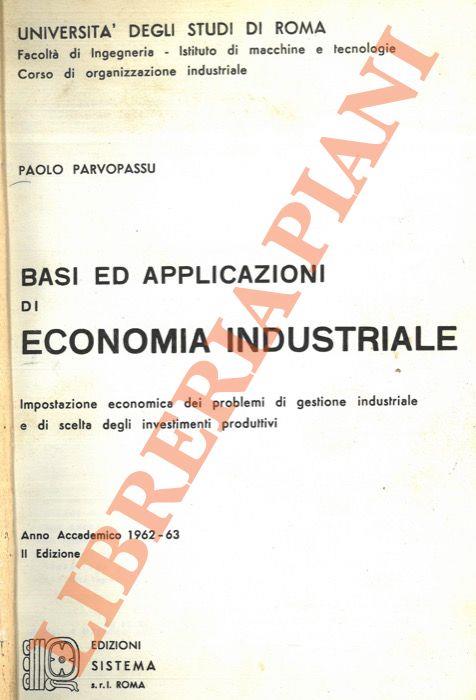 UNIVERSITA' DEGLI STUDI DI ROMA
Facoltà di Ingegneria - Istituto di macchine e tecnologie
Corso di organizzazione industriale
PAOLO PARVOPASSU
BASI ED APPLICAZIONI
DI
ECONOMIA INDUSTRIALE
Impostazione economica dei problemi di gestione industriale
e di scelta degli investimenti produttivi
Anno Accademico 1962-63
II Edizione
EDIZIONI
SISTEMA
s.r.l. ROMA
LIBRERIA PIANI